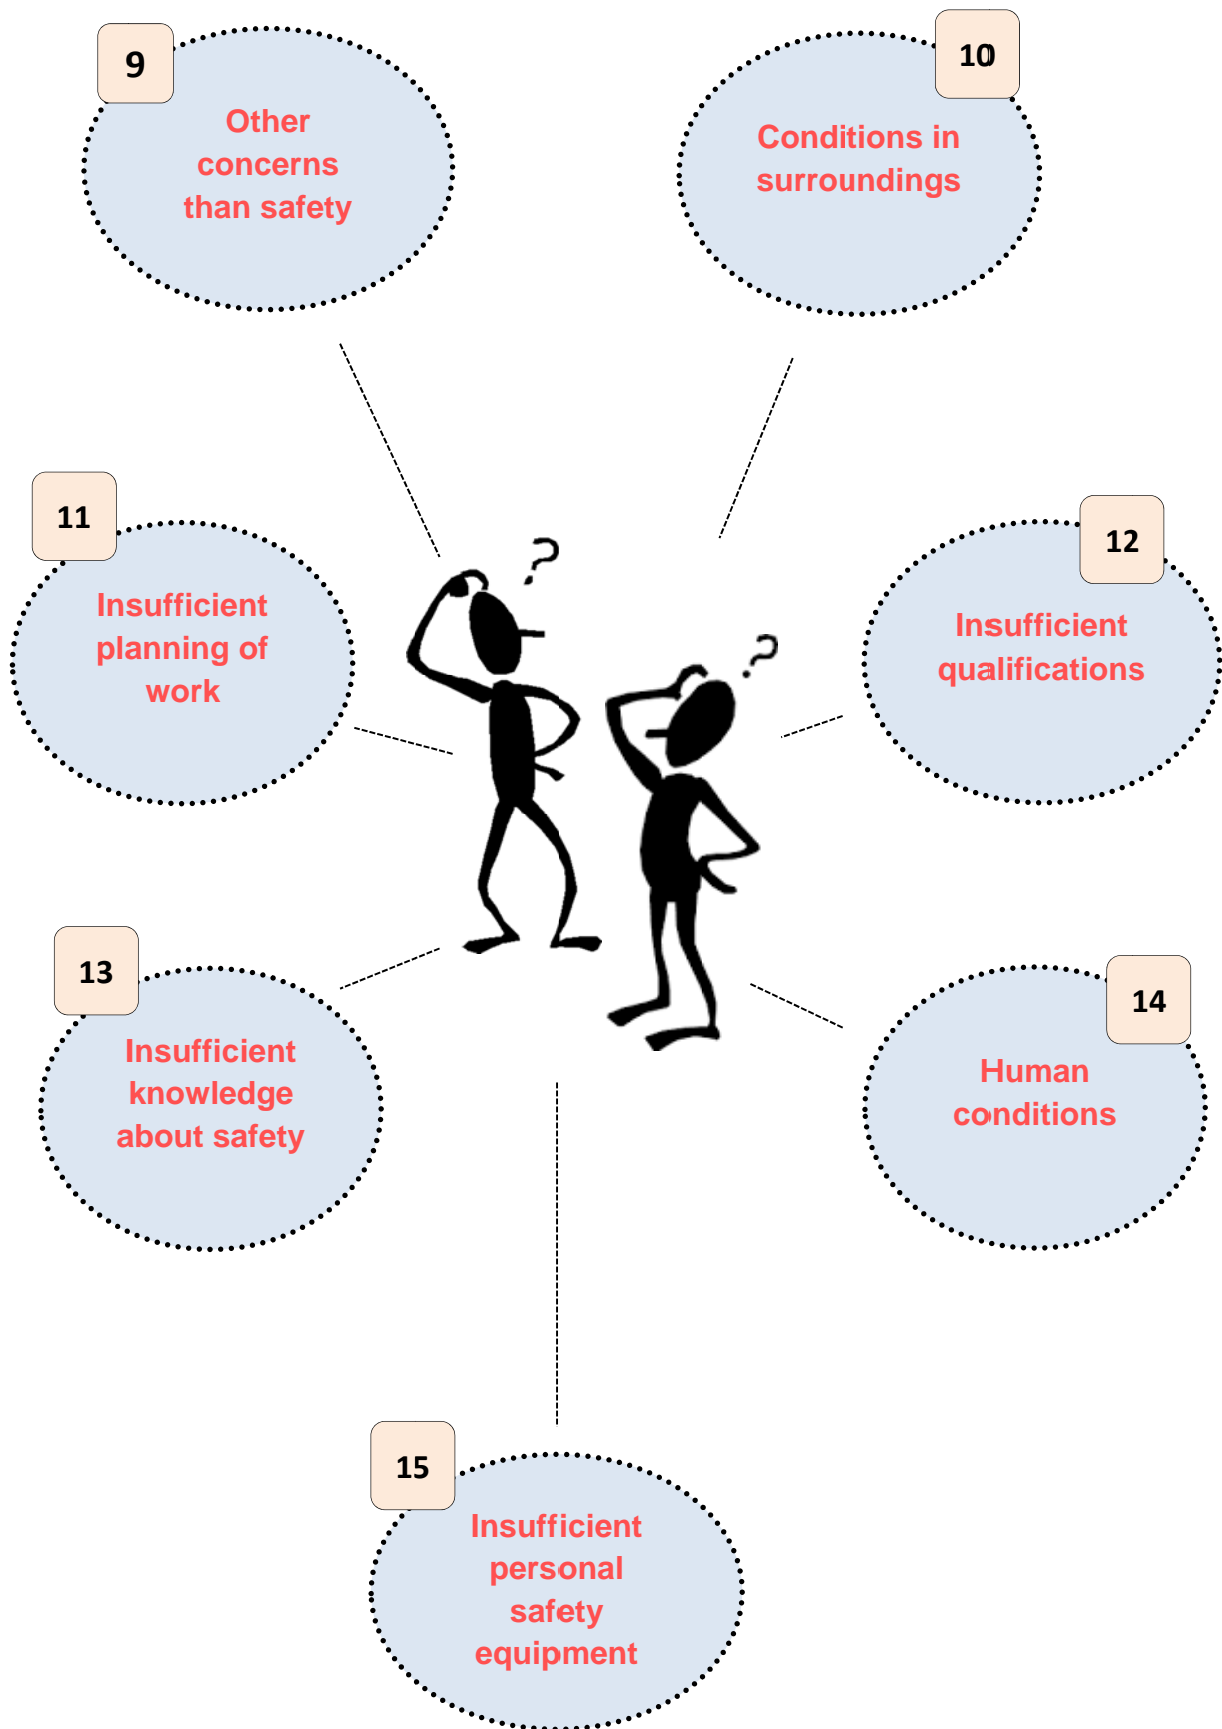 9
Other
concerns
than safety
10
Conditions in
surroundings
11
Insufficient
planning of
work
12
Insufficient
qualifications
?
?
13
Insufficient
knowledge
about safety
14
Human
conditions
15
Insufficient
personal
safety
equipment